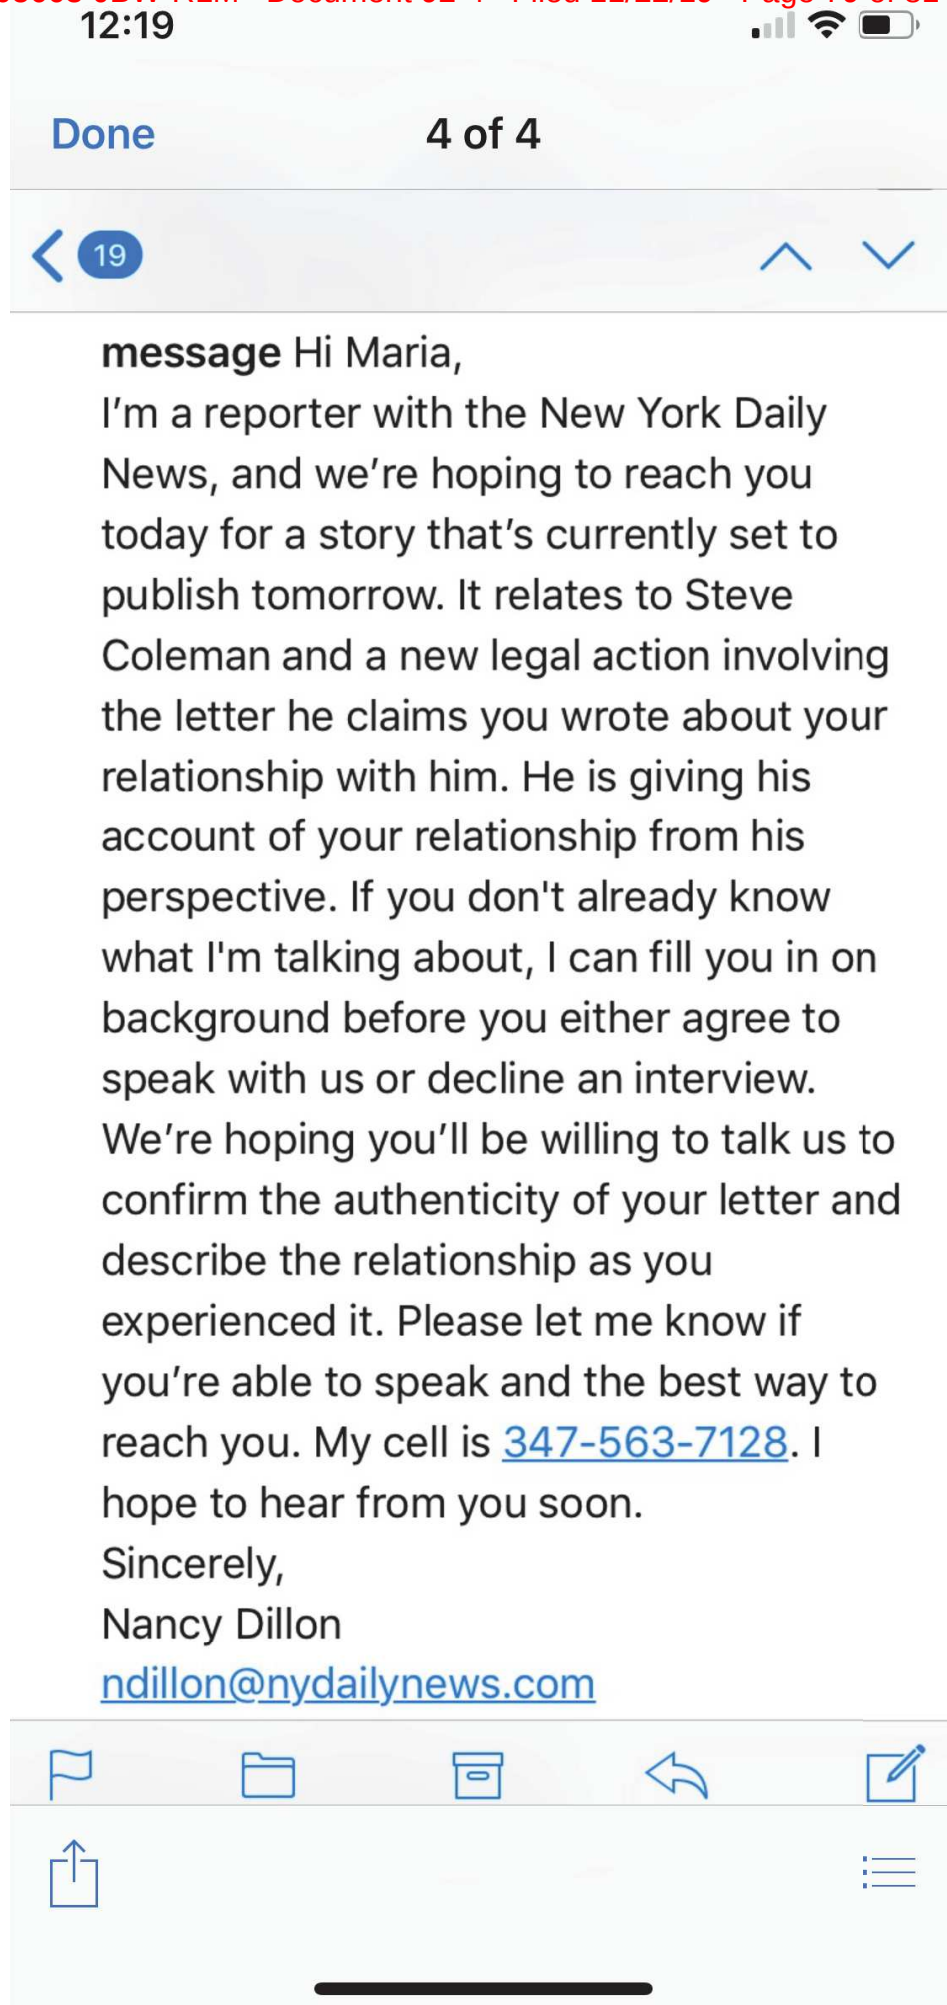 12:19
Done 4 of 4
19
message Hi Maria,
I’m a reporter with the New York Daily
News, and we’re hoping to reach you
today for a story that’s currently set to
publish tomorrow. It relates to Steve
Coleman and a new legal action involving
the letter he claims you wrote about your
relationship with him. He is giving his
account of your relationship from his
perspective. If you don't already know
what I'm talking about, I can fill you in on
background before you either agree to
speak with us or decline an interview.
We’re hoping you’ll be willing to talk us to
confirm the authenticity of your letter and
describe the relationship as you
experienced it. Please let me know if
you’re able to speak and the best way to
reach you. My cell is 347-563-7128. I
hope to hear from you soon.
Sincerely,
Nancy Dillon
ndillon@nydailynews.com